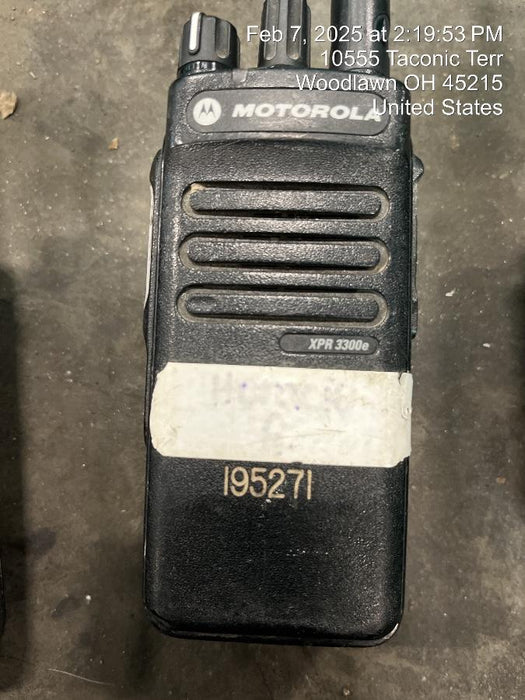 Feb 7, 2025 at 2:19:53 PM
10555 Taconic Terr
Woodlawn OH 45215
United States
MOTOROLA
XPR 3300e
195271